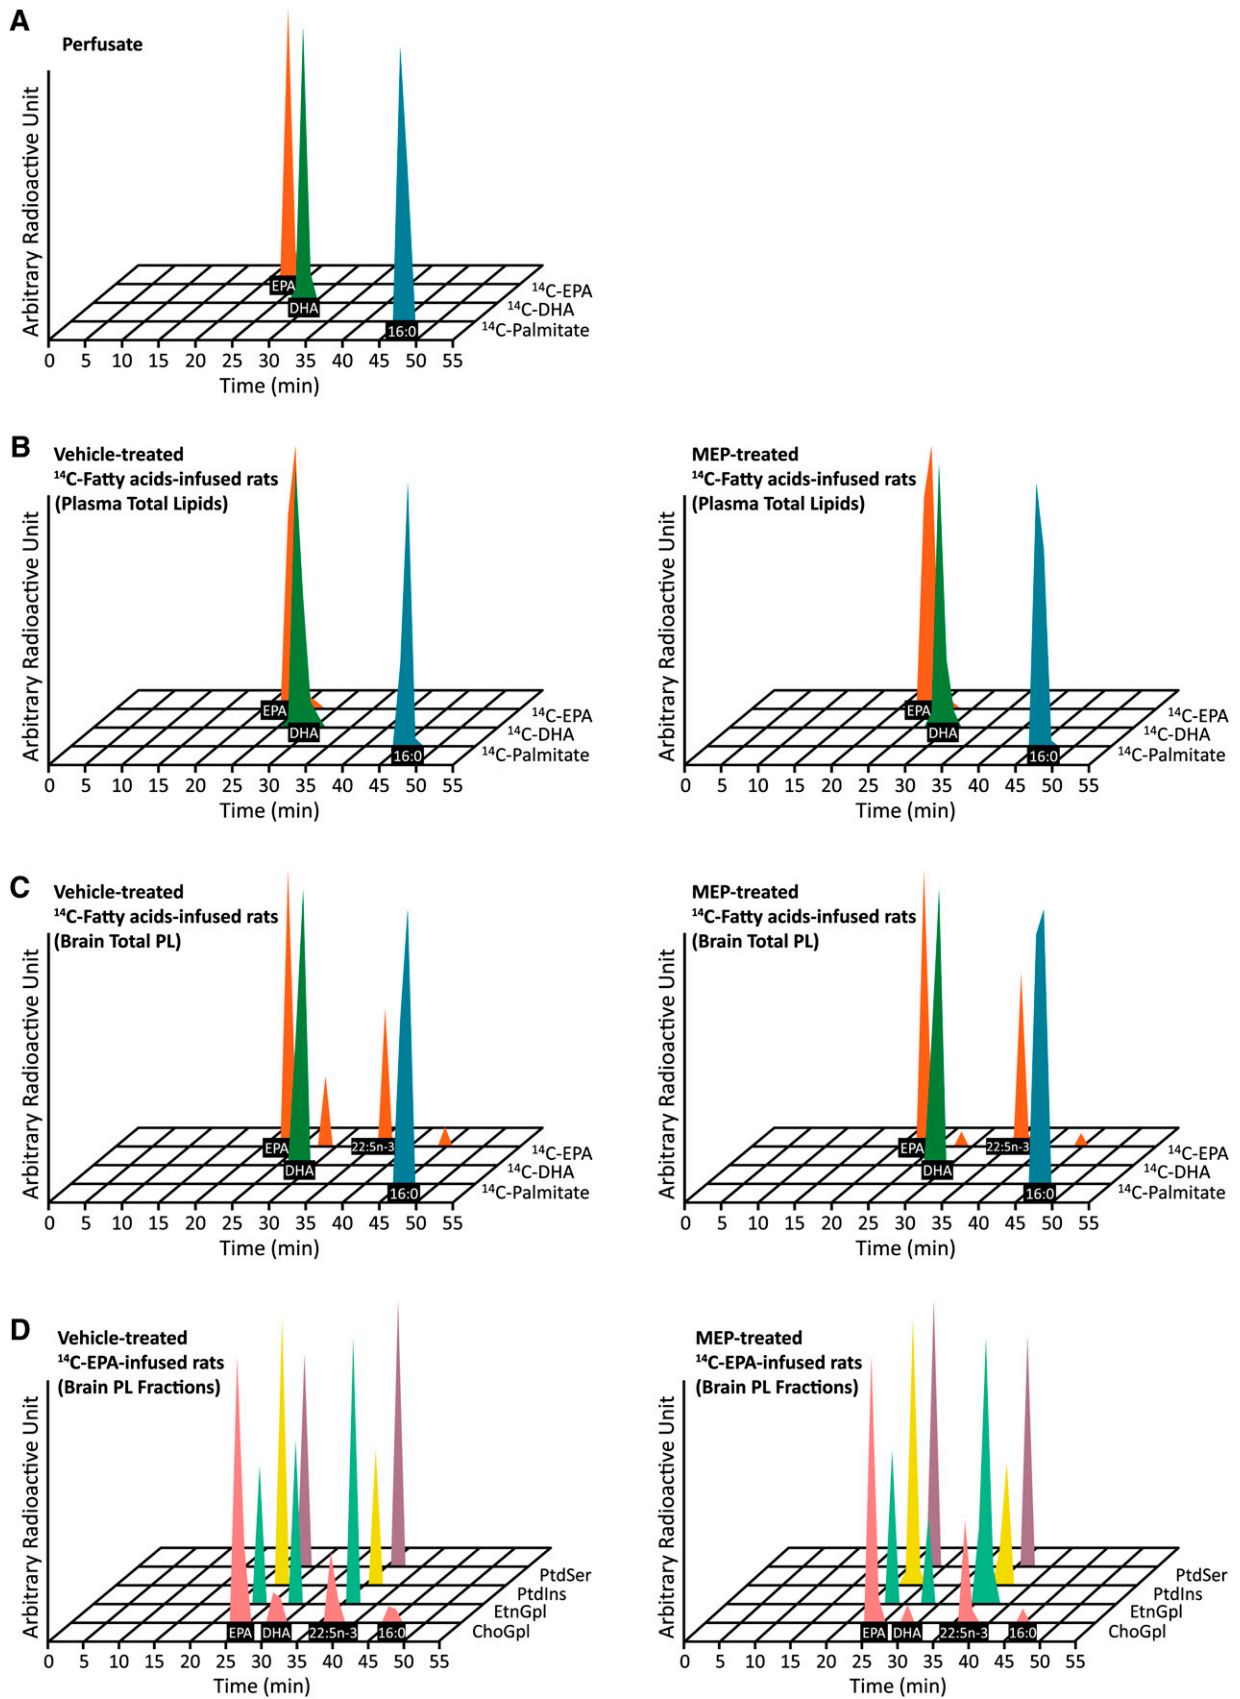 A
Perfusate
Arbitrary Radioactive Unit
EPA
DHA
16:0
¹⁴C-EPA
¹⁴C-DHA
¹⁴C-Palmitate
0 5 10 15 20 25 30 35 40 45 50 55
Time (min)
B
Vehicle-treated
¹⁴C-Fatty acids-infused rats
(Plasma Total Lipids)
Arbitrary Radioactive Unit
EPA
DHA
16:0
¹⁴C-EPA
¹⁴C-DHA
¹⁴C-Palmitate
0 5 10 15 20 25 30 35 40 45 50 55
Time (min)
MEP-treated
¹⁴C-Fatty acids-infused rats
(Plasma Total Lipids)
Arbitrary Radioactive Unit
EPA
DHA
16:0
¹⁴C-EPA
¹⁴C-DHA
¹⁴C-Palmitate
0 5 10 15 20 25 30 35 40 45 50 55
Time (min)
C
Vehicle-treated
¹⁴C-Fatty acids-infused rats
(Brain Total PL)
Arbitrary Radioactive Unit
EPA
22:5n-3
DHA
16:0
¹⁴C-EPA
¹⁴C-DHA
¹⁴C-Palmitate
0 5 10 15 20 25 30 35 40 45 50 55
Time (min)
MEP-treated
¹⁴C-Fatty acids-infused rats
(Brain Total PL)
Arbitrary Radioactive Unit
EPA
22:5n-3
DHA
16:0
¹⁴C-EPA
¹⁴C-DHA
¹⁴C-Palmitate
0 5 10 15 20 25 30 35 40 45 50 55
Time (min)
D
Vehicle-treated
¹⁴C-EPA-infused rats
(Brain PL Fractions)
Arbitrary Radioactive Unit
PtdSer
PtdIns
EtnGpl
ChoGpl
EPA DHA 22:5n-3 16:0
0 5 10 15 20 25 30 35 40 45 50 55
Time (min)
MEP-treated
¹⁴C-EPA-infused rats
(Brain PL Fractions)
Arbitrary Radioactive Unit
PtdSer
PtdIns
EtnGpl
ChoGpl
EPA DHA 22:5n-3 16:0
0 5 10 15 20 25 30 35 40 45 50 55
Time (min)